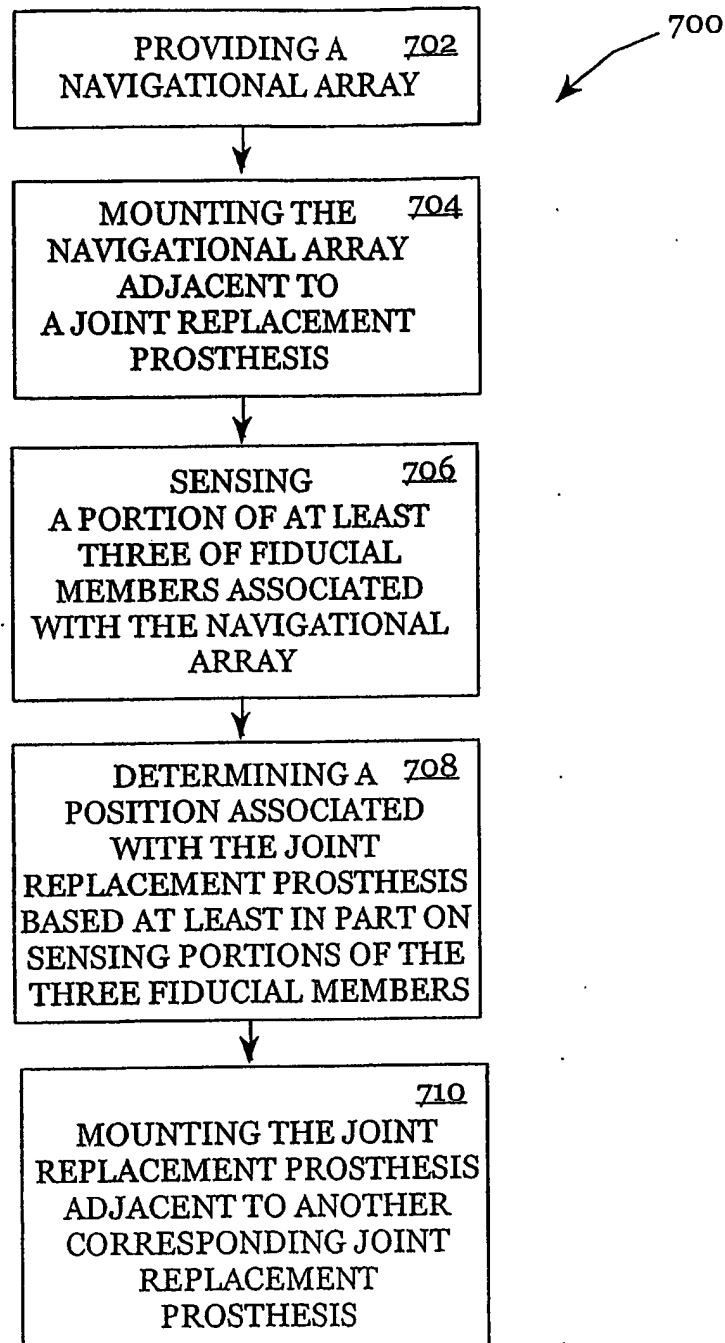 700
PROVIDING A 702
NAVIGATIONAL ARRAY
MOUNTING THE 704
NAVIGATIONAL ARRAY
ADJACENT TO
A JOINT REPLACEMENT
PROSTHESIS
SENSING 706
A PORTION OF AT LEAST
THREE OF FIDUCIAL
MEMBERS ASSOCIATED
WITH THE NAVIGATIONAL
ARRAY
DETERMINING A 708
POSITION ASSOCIATED
WITH THE JOINT
REPLACEMENT PROSTHESIS
BASED AT LEAST IN PART ON
SENSING PORTIONS OF THE
THREE FIDUCIAL MEMBERS
710
MOUNTING THE JOINT
REPLACEMENT PROSTHESIS
ADJACENT TO ANOTHER
CORRESPONDING JOINT
REPLACEMENT
PROSTHESIS